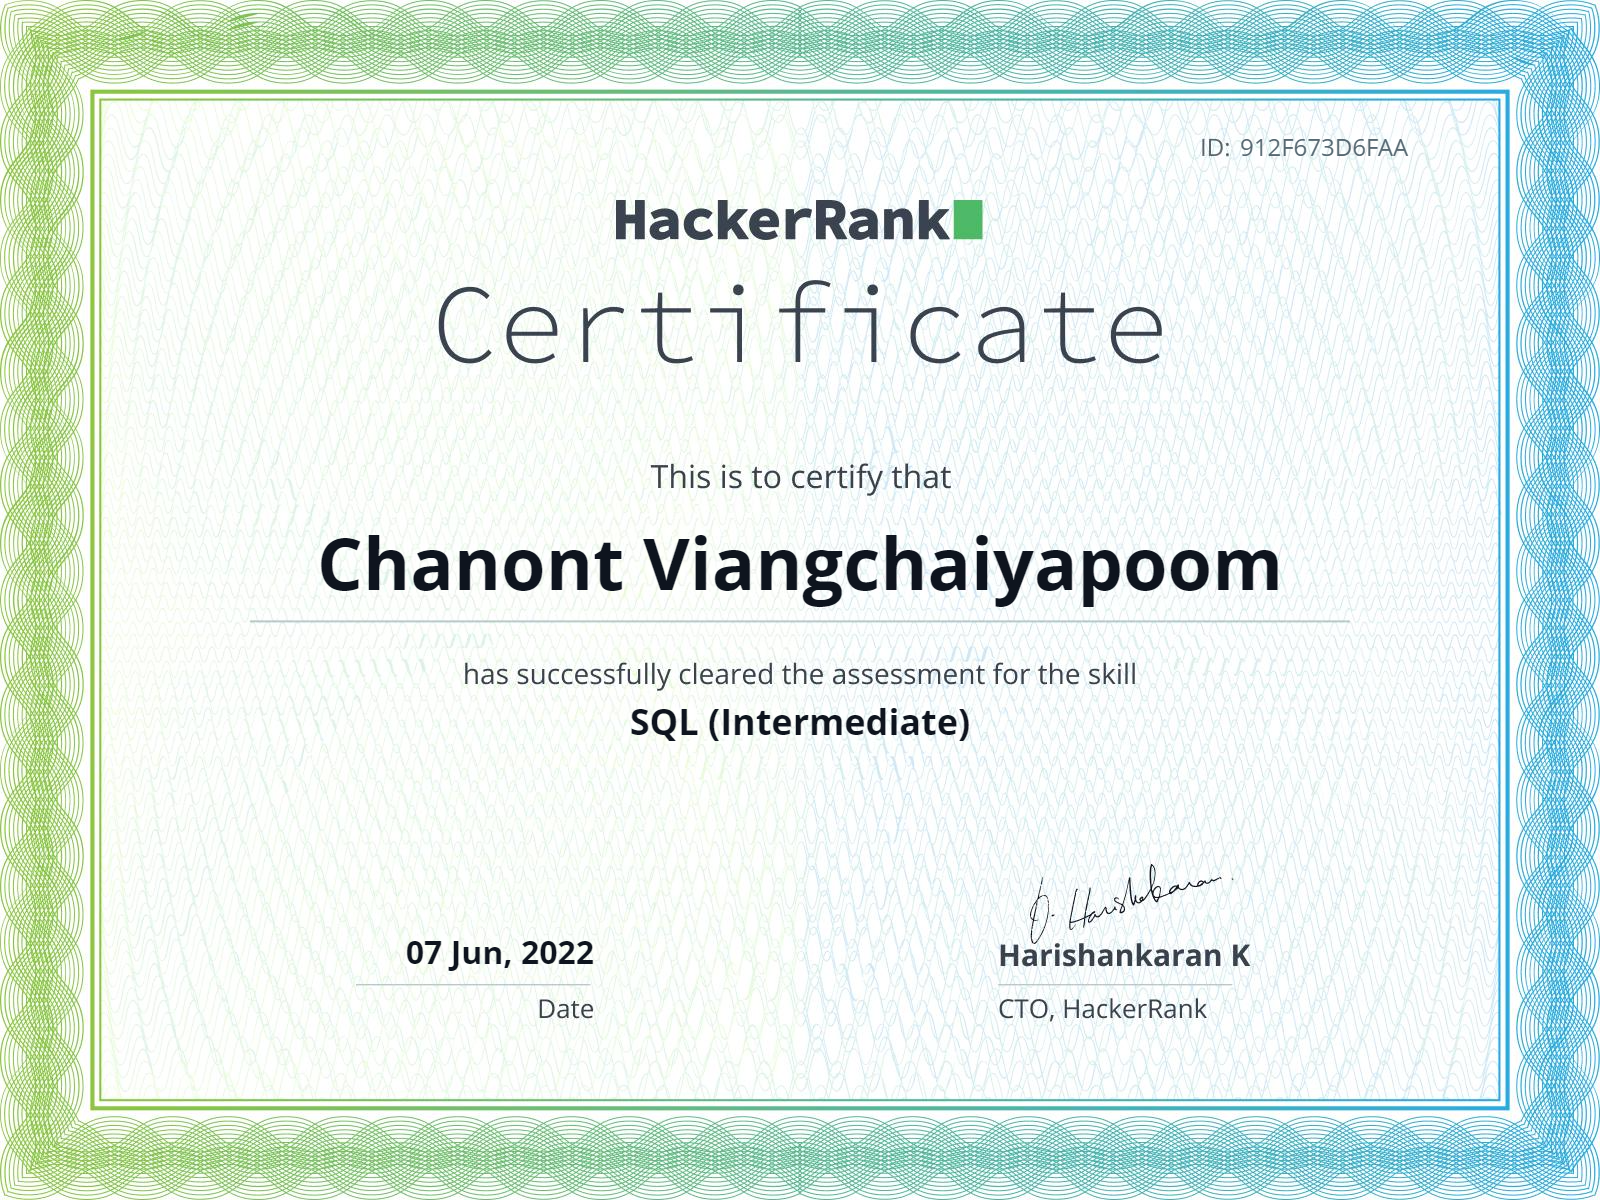 ID: 912F673D6FAA
HackerRank
Certificate
This is to certify that
Chanont Viangchaiyapoom
has successfully cleared the assessment for the skill
SQL (Intermediate)
07 Jun, 2022
Date
J. Harishankaran
Harishankaran K
CTO, HackerRank